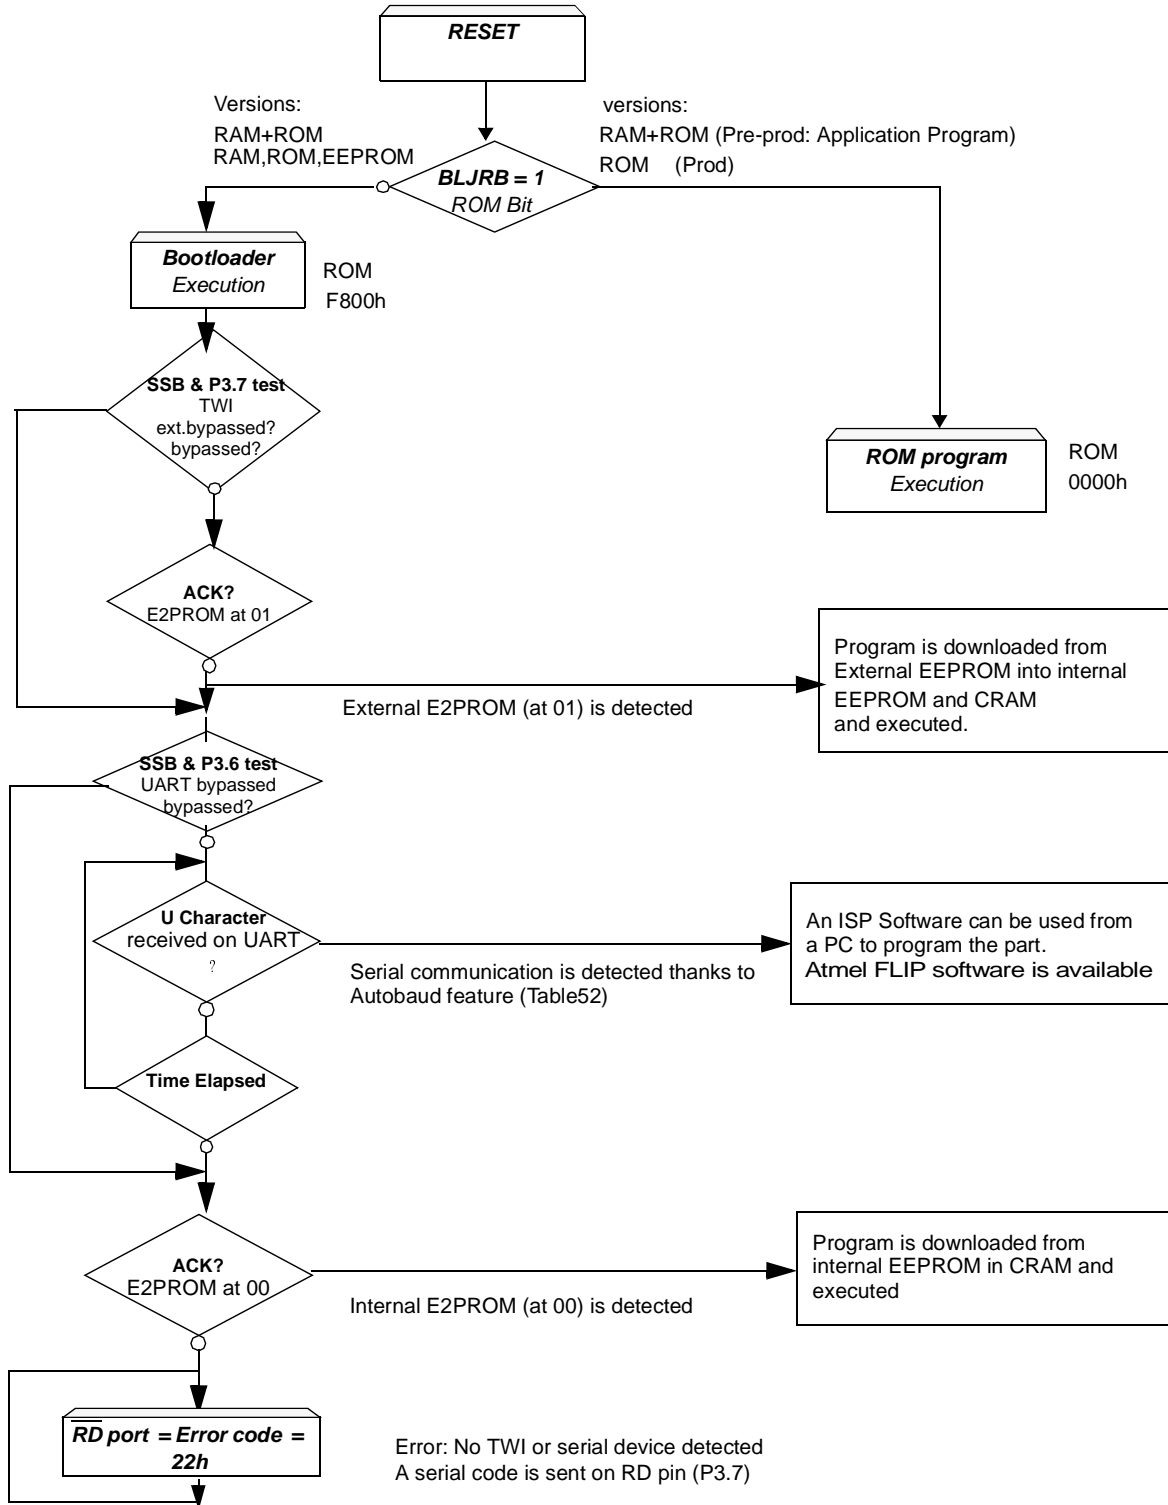 RESET
Versions:
RAM+ROM
RAM,ROM,EEPROM
versions:
RAM+ROM (Pre-prod: Application Program)
ROM (Prod)
BLJRB = 1
ROM Bit
Bootloader
Execution
ROM
F800h
SSB & P3.7 test
TWI
ext.bypassed?
bypassed?
ROM program
Execution
ROM
0000h
ACK?
E2PROM at 01
Program is downloaded from
External EEPROM into internal
EEPROM and CRAM
and executed.
External E2PROM (at 01) is detected
SSB & P3.6 test
UART bypassed
bypassed?
U Character
received on UART
?
An ISP Software can be used from
a PC to program the part.
Atmel FLIP software is available
Serial communication is detected thanks to
Autobaud feature (Table52)
Time Elapsed
ACK?
E2PROM at 00
Program is downloaded from
internal EEPROM in CRAM and
executed
Internal E2PROM (at 00) is detected
RD port = Error code =
22h
Error: No TWI or serial device detected
A serial code is sent on RD pin (P3.7)